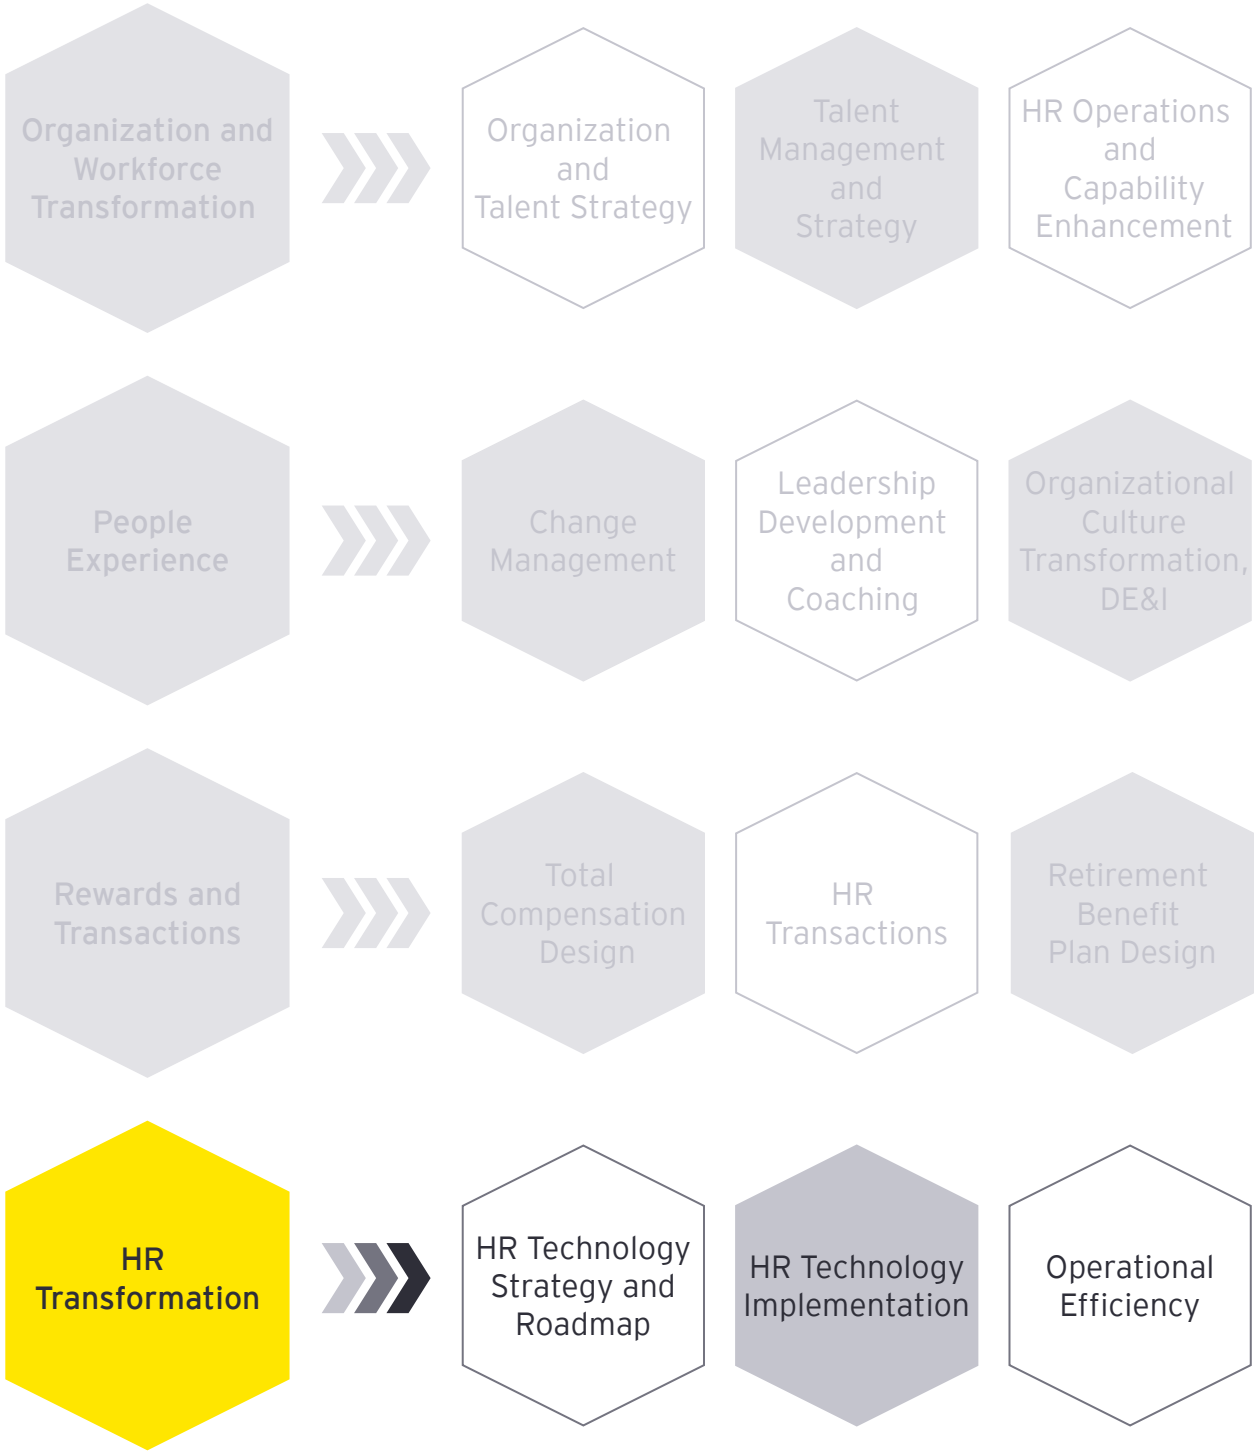 Organization and
Workforce
Transformation
Organization
and
Talent Strategy
Talent
Management
and
Strategy
HR Operations
and
Capability
Enhancement
People
Experience
Change
Management
Leadership
Development
and
Coaching
Organizational
Culture
Transformation,
DE&I
Rewards and
Transactions
Total
Compensation
Design
HR
Transactions
Retirement
Benefit
Plan Design
HR
Transformation
HR Technology
Strategy and
Roadmap
HR Technology
Implementation
Operational
Efficiency